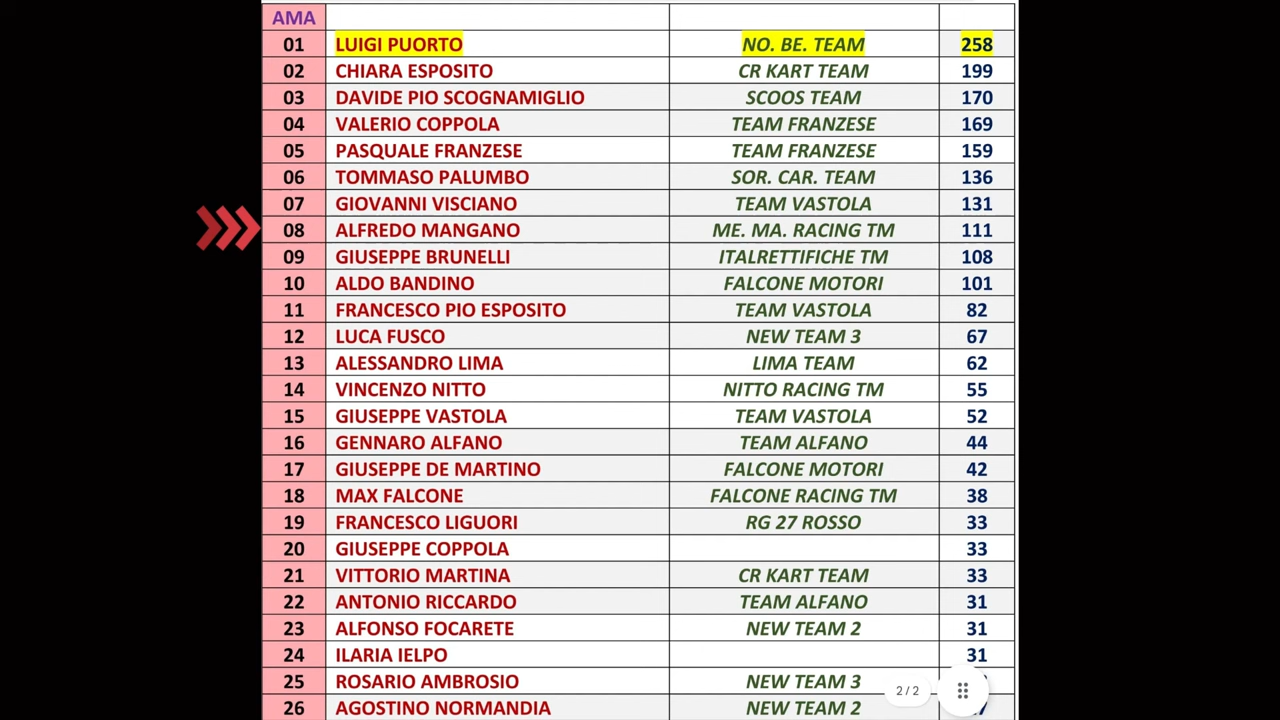 AMA
01 LUIGI PUORTO NO. BE. TEAM 258
02 CHIARA ESPOSITO CR KART TEAM 199
03 DAVIDE PIO SCOGNAMIGLIO SCOOS TEAM 170
04 VALERIO COPPOLA TEAM FRANZESE 169
05 PASQUALE FRANZESE TEAM FRANZESE 159
06 TOMMASO PALUMBO SOR. CAR. TEAM 136
07 GIOVANNI VISCIANO TEAM VASTOLA 131
08 ALFREDO MANGANO ME. MA. RACING TM 111
09 GIUSEPPE BRUNELLI ITALRETTIFICHE TM 108
10 ALDO BANDINO FALCONE MOTORI 101
11 FRANCESCO PIO ESPOSITO TEAM VASTOLA 82
12 LUCA FUSCO NEW TEAM 3 67
13 ALESSANDRO LIMA LIMA TEAM 62
14 VINCENZO NITTO NITTO RACING TM 55
15 GIUSEPPE VASTOLA TEAM VASTOLA 52
16 GENNARO ALFANO TEAM ALFANO 44
17 GIUSEPPE DE MARTINO FALCONE MOTORI 42
18 MAX FALCONE FALCONE RACING TM 38
19 FRANCESCO LIGUORI RG 27 ROSSO 33
20 GIUSEPPE COPPOLA 33
21 VITTORIO MARTINA CR KART TEAM 33
22 ANTONIO RICCARDO TEAM ALFANO 31
23 ALFONSO FOCARETE NEW TEAM 2 31
24 ILARIA IELPO 31
25 ROSARIO AMBROSIO NEW TEAM 3
2 / 2
26 AGOSTINO NORMANDIA NEW TEAM 2